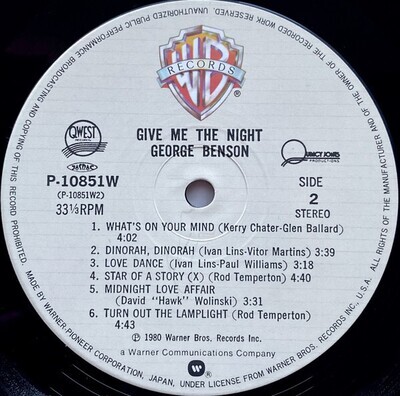 UNAUTHORIZED PUBLIC PERFORMANCE, BROADCASTING AND COPYING OF THIS RECORD PROHIBITED.
ALL RIGHTS OF THE MANUFACTURER AND OF THE OWNER OF THE RECORDED WORK RESERVED.
WB
RECORDS
GIVE ME THE NIGHT
GEORGE BENSON
QWEST
JASRAC
QUINCY JONES
PRODUCTIONS
P-10851W
(P-10851W2)
33⅓RPM
SIDE
2
STEREO
1. WHAT'S ON YOUR MIND (Kerry Chater-Glen Ballard)
4:02
2. DINORAH, DINORAH (Ivan Lins-Vitor Martins) 3:39
3. LOVE DANCE (Ivan Lins-Paul Williams) 3:18
4. STAR OF A STORY (X) (Rod Temperton) 4:40
5. MIDNIGHT LOVE AFFAIR
(David "Hawk" Wolinski) 3:31
6. TURN OUT THE LAMPLIGHT (Rod Temperton)
4:43
℗ 1980 Warner Bros. Records Inc.
a Warner Communications Company
W
MADE BY WARNER-PIONEER CORPORATION, JAPAN, UNDER LICENSE FROM WARNER BROS. RECORDS INC., U.S.A.